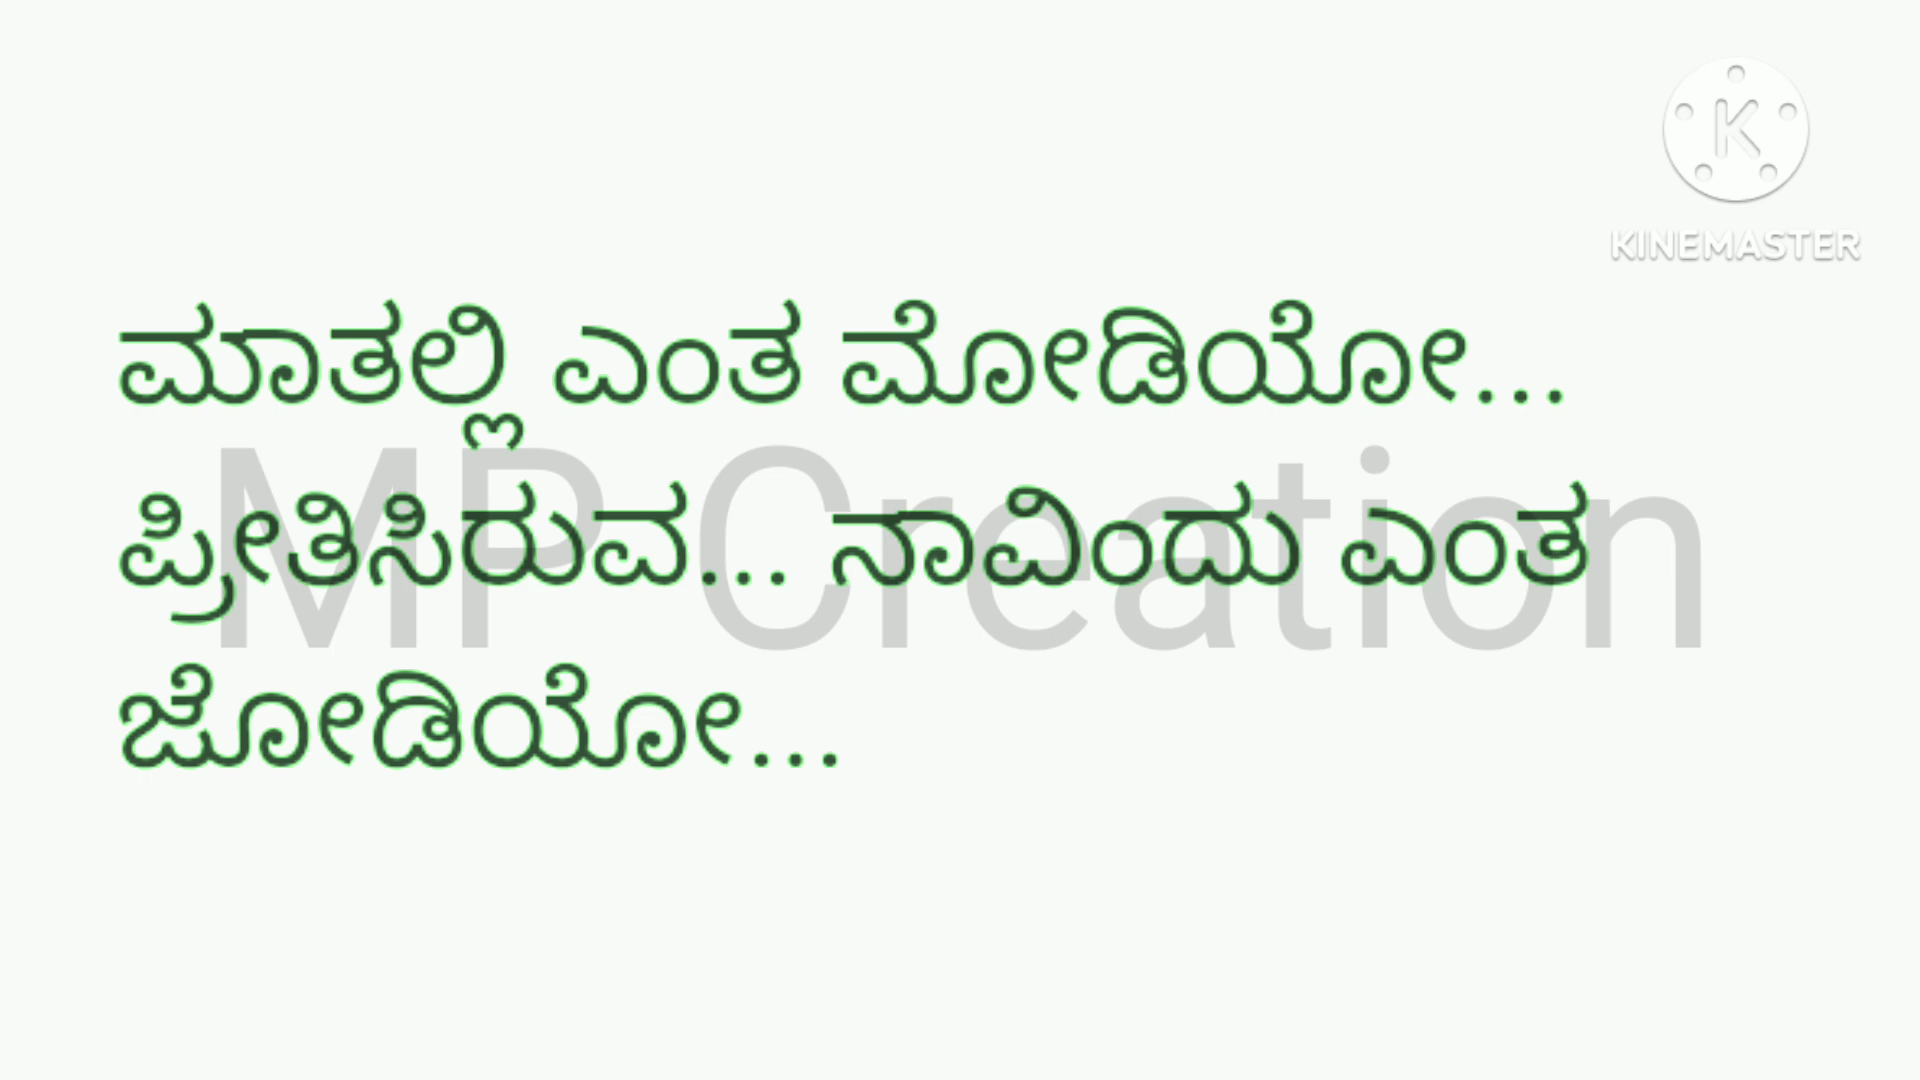 KINEMASTER
ಮಾತಲ್ಲಿ ಎಂತ ಮೋಡಿಯೋ...
ಪ್ರೀತಿಸಿರುವ... ನಾವಿಂದು ಎಂತ
ಜೋಡಿಯೋ...
MP Creation